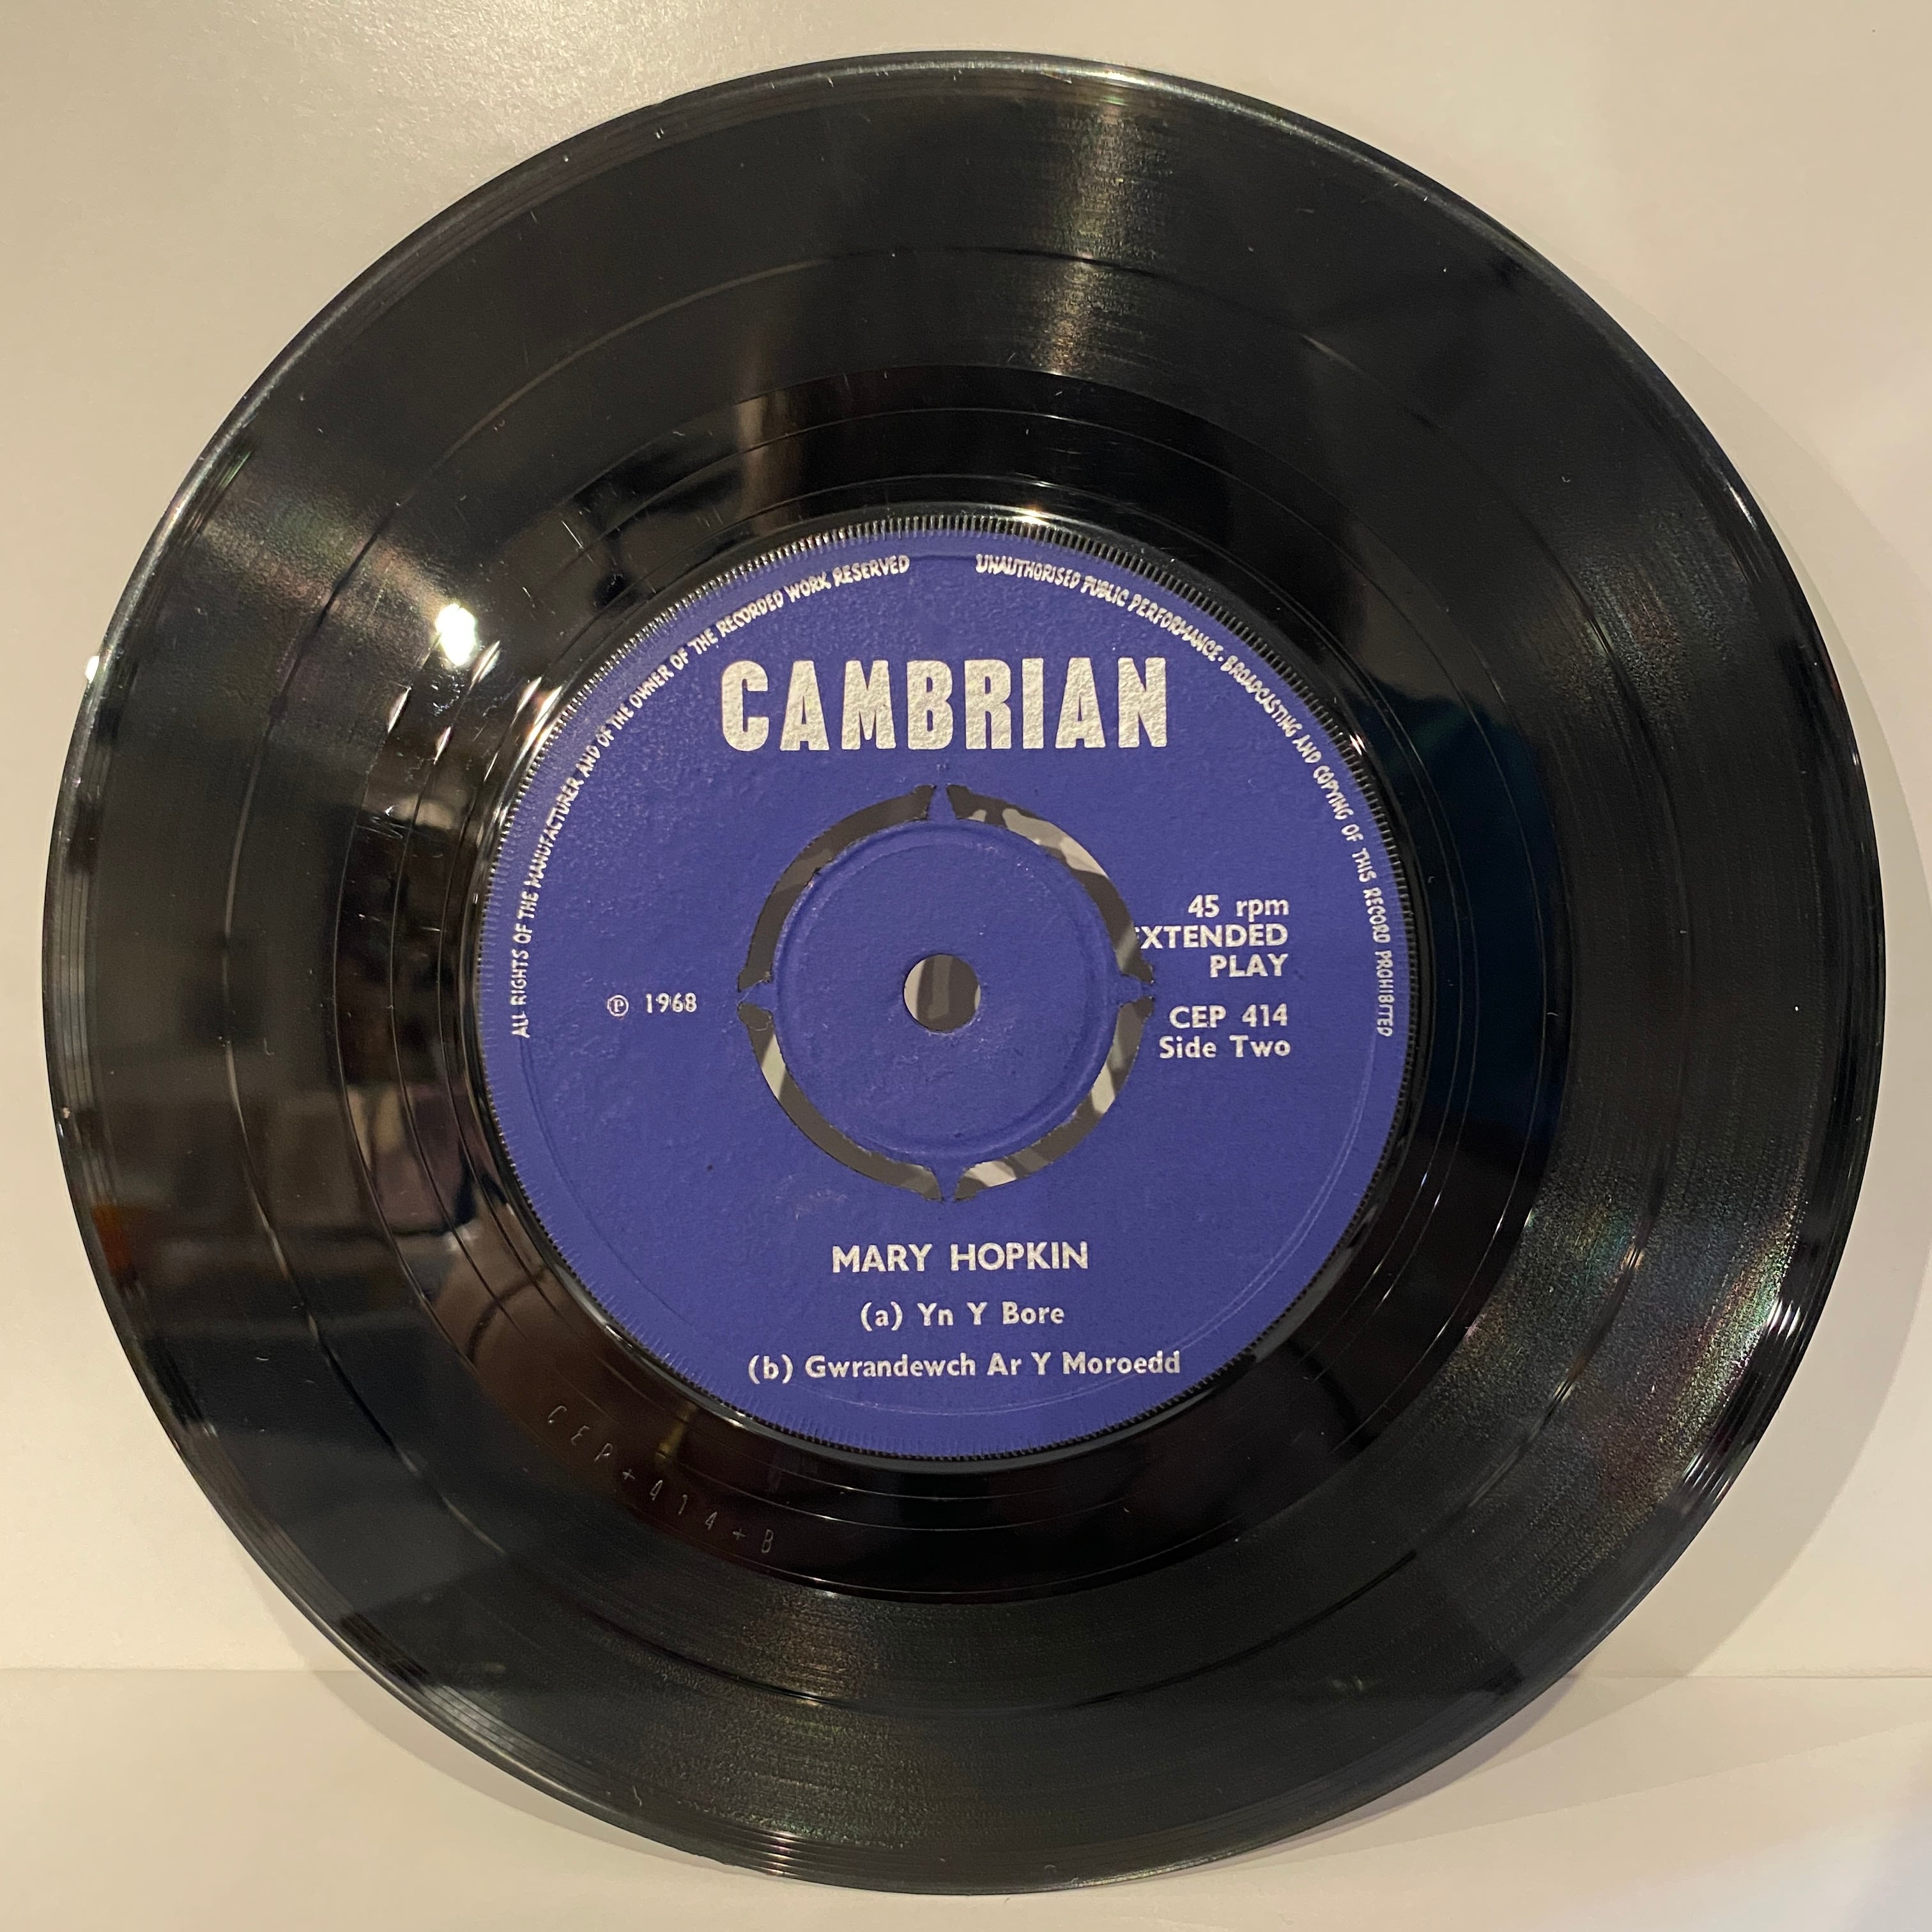 ALL RIGHTS OF THE MANUFACTURER AND OF THE OWNER OF THE RECORDED WORK RESERVED
UNAUTHORISED PUBLIC PERFORMANCE · BROADCASTING AND COPYING OF THIS RECORD PROHIBITED
CAMBRIAN
45 rpm
EXTENDED
PLAY
℗ 1968
CEP 414
Side Two
MARY HOPKIN
(a) Yn Y Bore
(b) Gwrandewch Ar Y Moroedd
CEP + 414 + B